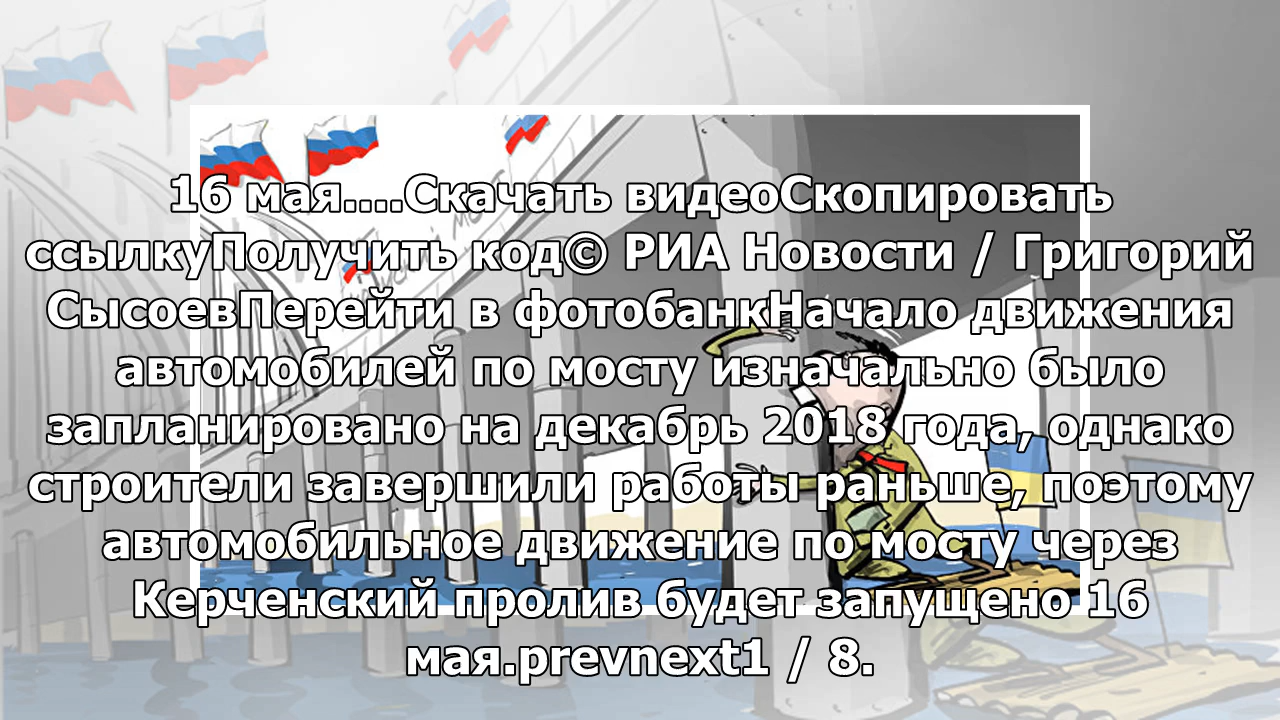 16 мая....Скачать видеоСкопировать
ссылкуПолучить код© РИА Новости / Григорий
СысоевПерейти в фотобанкНачало движения
автомобилей по мосту изначально было
запланировано на декабрь 2018 года, однако
строители завершили работы раньше, поэтому
автомобильное движение по мосту через
Керченский пролив будет запущено 16
мая.prevnext1 / 8.